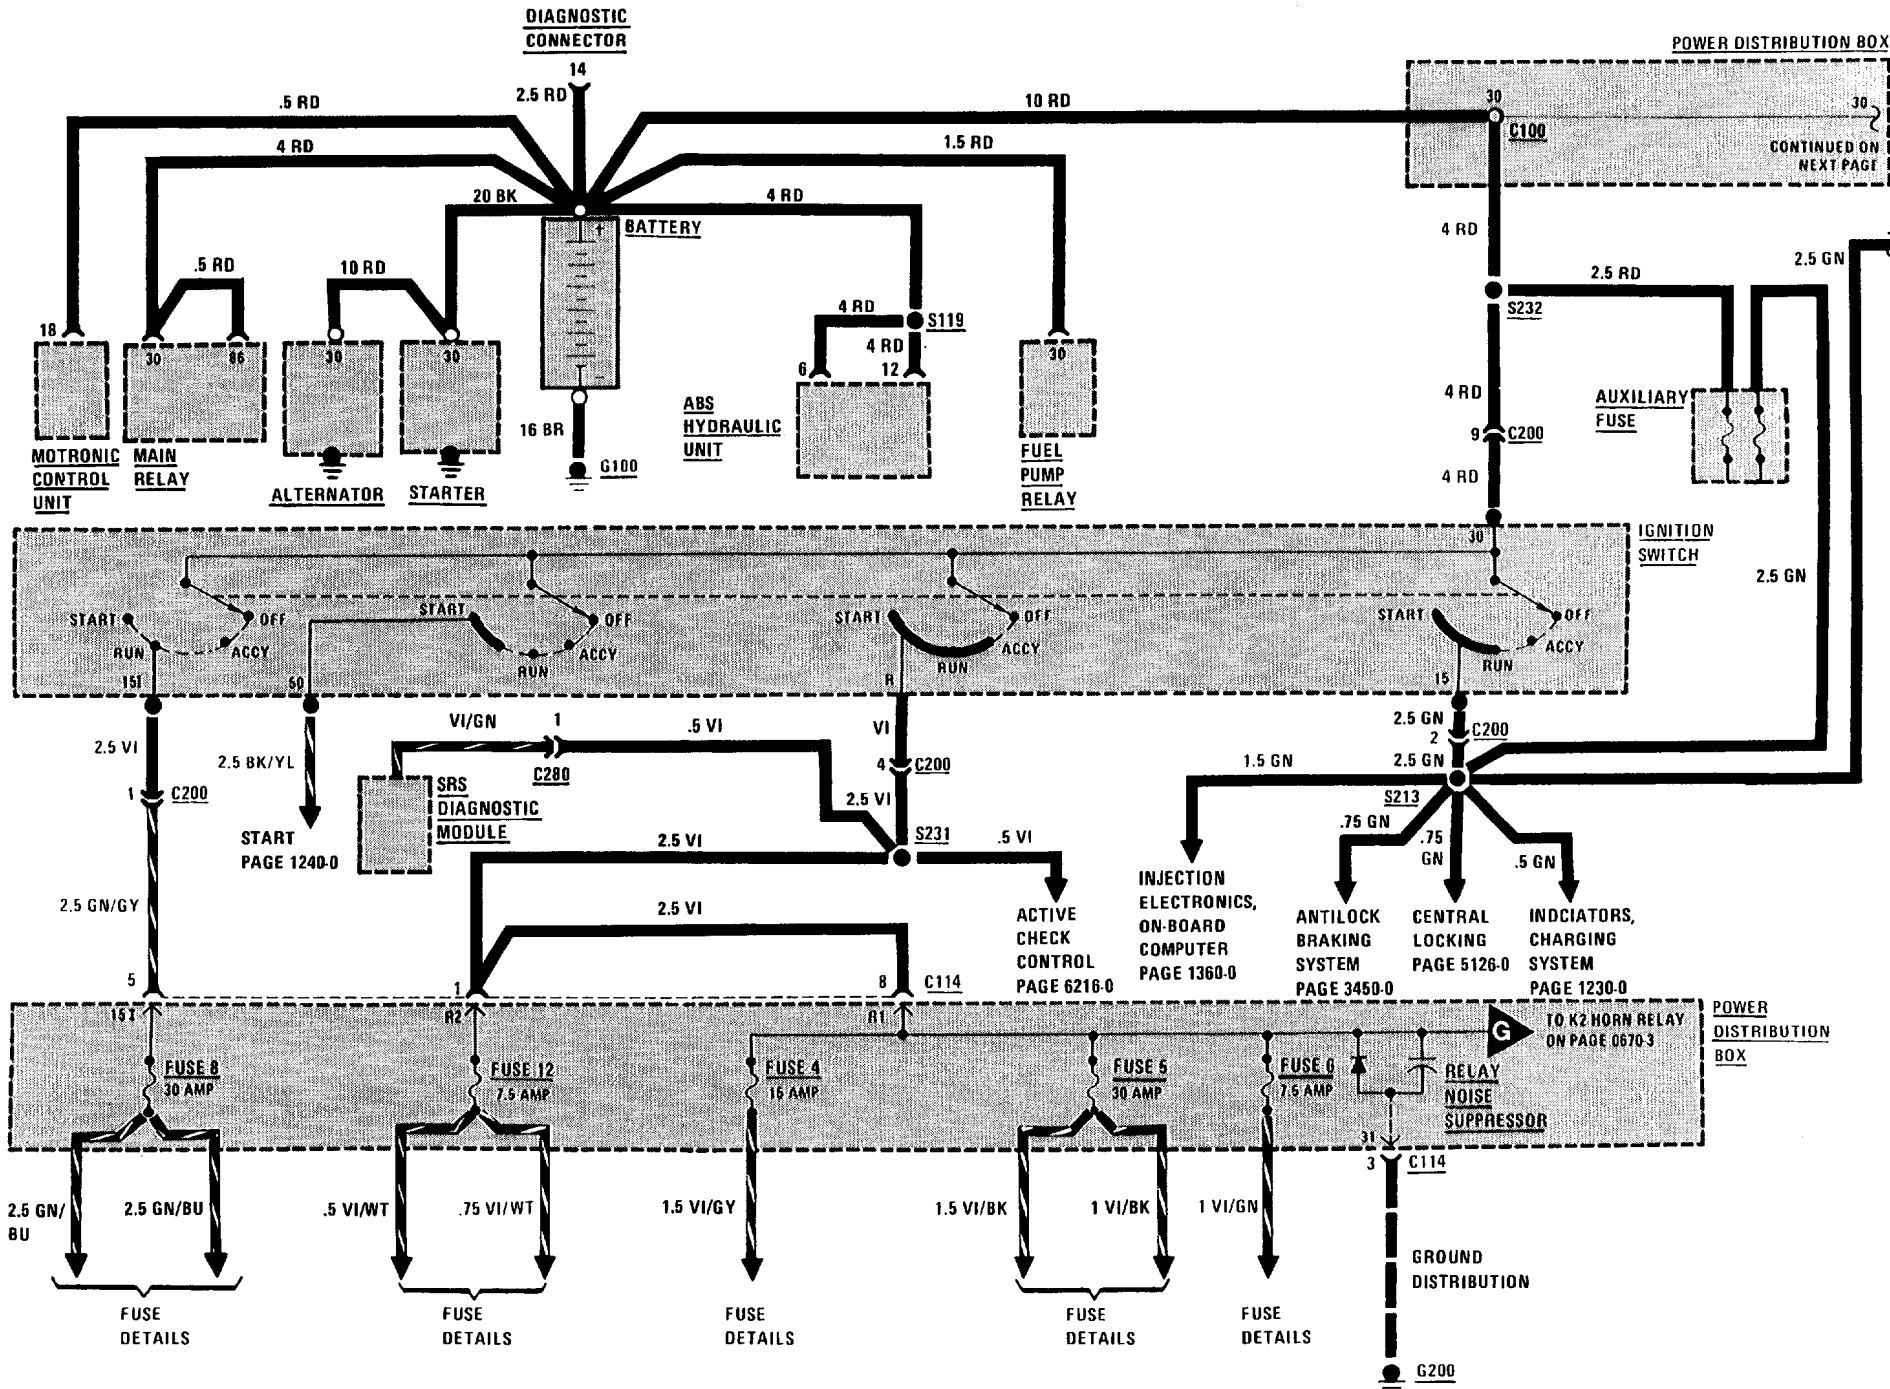 DIAGNOSTIC
CONNECTOR
14
2.5 RD
.5 RD
10 RD
POWER DISTRIBUTION BOX
30
30
C100
CONTINUED ON
NEXT PAGE
4 RD
1.5 RD
20 BK
4 RD
+
BATTERY
-
.5 RD
10 RD
4 RD
S119
4 RD
4 RD
2.5 RD
2.5 GN
S232
18
30
86
30
30
6
12
30
MOTRONIC
CONTROL
UNIT
MAIN
RELAY
ALTERNATOR
STARTER
16 BR
G100
ABS
HYDRAULIC
UNIT
FUEL
PUMP
RELAY
4 RD
9
C200
4 RD
AUXILIARY
FUSE
2.5 GN
30
IGNITION
SWITCH
START
OFF
RUN
ACCY
START
OFF
RUN
ACCY
START
OFF
RUN
ACCY
START
OFF
RUN
ACCY
15I
50
R
15
2.5 VI
1
C200
2.5 BK/YL
START
PAGE 1240-0
VI/GN
1
C280
.5 VI
SRS
DIAGNOSTIC
MODULE
VI
4
C200
2.5 VI
S231
2.5 VI
.5 VI
2.5 GN
2
C200
2.5 GN
1.5 GN
S213
.75 GN
.75
GN
.5 GN
2.5 GN/GY
2.5 VI
ACTIVE
CHECK
CONTROL
PAGE 6216-0
INJECTION
ELECTRONICS,
ON-BOARD
COMPUTER
PAGE 1360-0
ANTILOCK
BRAKING
SYSTEM
PAGE 3450-0
CENTRAL
LOCKING
PAGE 5126-0
INDCIATORS,
CHARGING
SYSTEM
PAGE 1230-0
5
1
8
C114
15I
R2
R1
POWER
DISTRIBUTION
BOX
FUSE 8
30 AMP
FUSE 12
7.5 AMP
FUSE 4
15 AMP
FUSE 5
30 AMP
FUSE 6
7.5 AMP
G
TO K2 HORN RELAY
ON PAGE 0670-3
RELAY
NOISE
SUPPRESSOR
31
3
C114
2.5 GN/
BU
2.5 GN/BU
.5 VI/WT
.75 VI/WT
1.5 VI/GY
1.5 VI/BK
1 VI/BK
1 VI/GN
GROUND
DISTRIBUTION
FUSE
DETAILS
FUSE
DETAILS
FUSE
DETAILS
FUSE
DETAILS
FUSE
DETAILS
G200